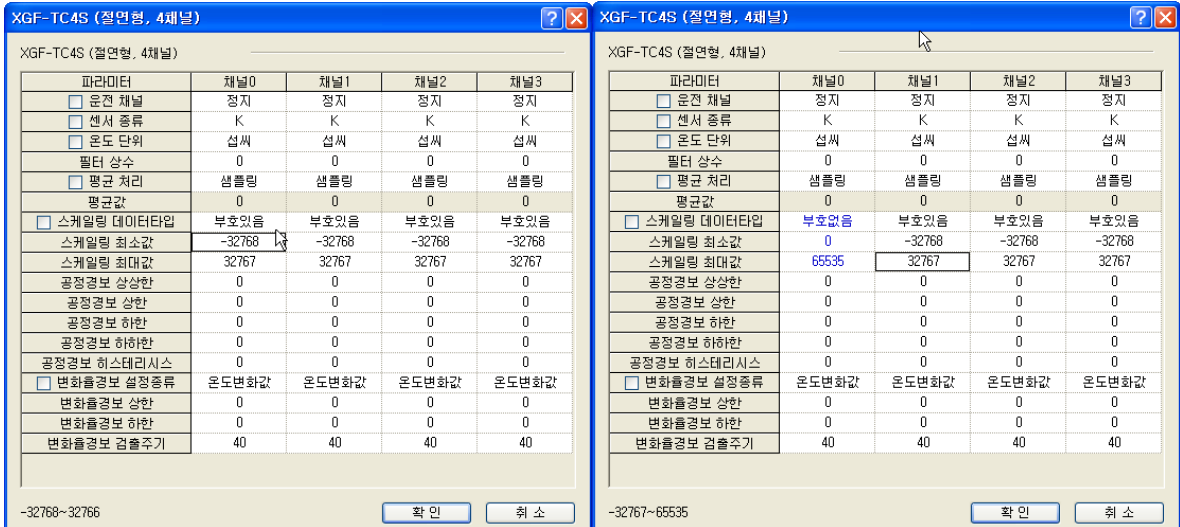 XGF-TC4S (절연형, 4채널)
XGF-TC4S (절연형, 4채널)
파라미터 채널0 채널1 채널2 채널3
운전 채널 정지 정지 정지 정지
센서 종류 K K K K
온도 단위 섭씨 섭씨 섭씨 섭씨
필터 상수 0 0 0 0
평균 처리 샘플링 샘플링 샘플링 샘플링
평균값 0 0 0 0
스케일링 데이터타입 부호있음 부호있음 부호있음 부호있음
스케일링 최소값 -32768 -32768 -32768 -32768
스케일링 최대값 32767 32767 32767 32767
공정경보 상상한 0 0 0 0
공정경보 상한 0 0 0 0
공정경보 하한 0 0 0 0
공정경보 하하한 0 0 0 0
공정경보 히스테리시스 0 0 0 0
변화율경보 설정종류 온도변화값 온도변화값 온도변화값 온도변화값
변화율경보 상한 0 0 0 0
변화율경보 하한 0 0 0 0
변화율경보 검출주기 40 40 40 40
-32768~32766 확인 취소
XGF-TC4S (절연형, 4채널)
XGF-TC4S (절연형, 4채널)
파라미터 채널0 채널1 채널2 채널3
운전 채널 정지 정지 정지 정지
센서 종류 K K K K
온도 단위 섭씨 섭씨 섭씨 섭씨
필터 상수 0 0 0 0
평균 처리 샘플링 샘플링 샘플링 샘플링
평균값 0 0 0 0
스케일링 데이터타입 부호없음 부호있음 부호있음 부호있음
스케일링 최소값 0 -32768 -32768 -32768
스케일링 최대값 65535 32767 32767 32767
공정경보 상상한 0 0 0 0
공정경보 상한 0 0 0 0
공정경보 하한 0 0 0 0
공정경보 하하한 0 0 0 0
공정경보 히스테리시스 0 0 0 0
변화율경보 설정종류 온도변화값 온도변화값 온도변화값 온도변화값
변화율경보 상한 0 0 0 0
변화율경보 하한 0 0 0 0
변화율경보 검출주기 40 40 40 40
-32767~65535 확인 취소